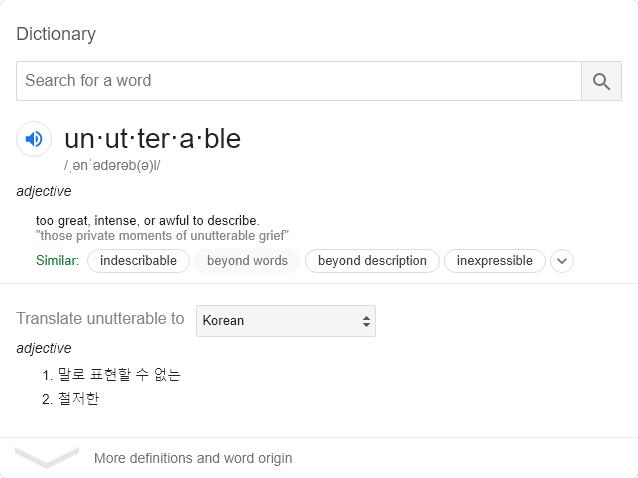 Dictionary
Search for a word
un·ut·ter·a·ble
/ˌənˈədərəb(ə)l/
adjective
too great, intense, or awful to describe.
"those private moments of unutterable grief"
Similar: indescribable beyond words beyond description inexpressible
Translate unutterable to Korean
adjective
1. 말로 표현할 수 없는
2. 철저한
More definitions and word origin